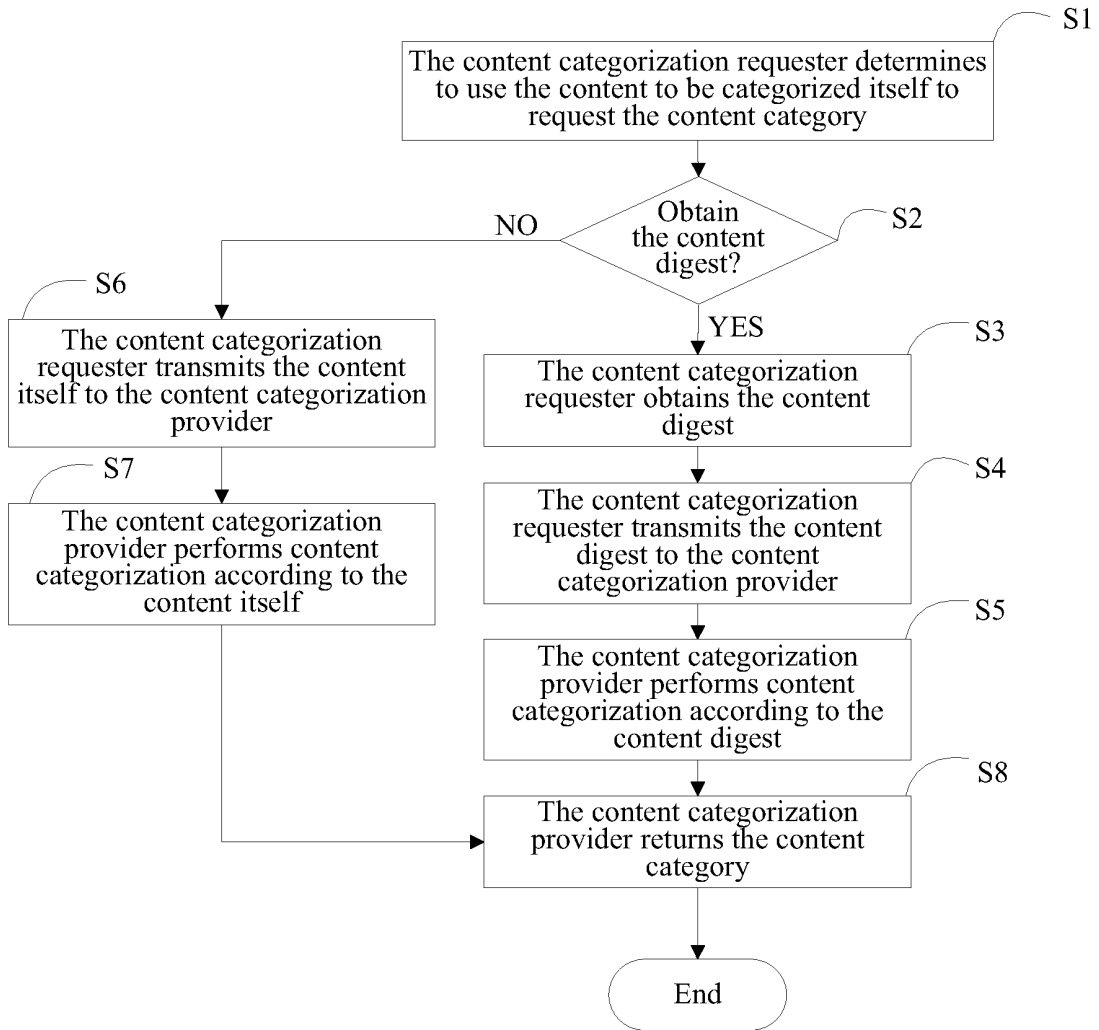 S1
The content categorization requester determines
to use the content to be categorized itself to
request the content category
Obtain
the content
digest?
S2
NO
YES
S6
The content categorization
requester transmits the content
itself to the content categorization
provider
S3
The content categorization
requester obtains the content
digest
S7
The content categorization
provider performs content
categorization according to the
content itself
S4
The content categorization
requester transmits the content
digest to the content
categorization provider
S5
The content categorization
provider performs content
categorization according to the
content digest
S8
The content categorization
provider returns the content
category
End